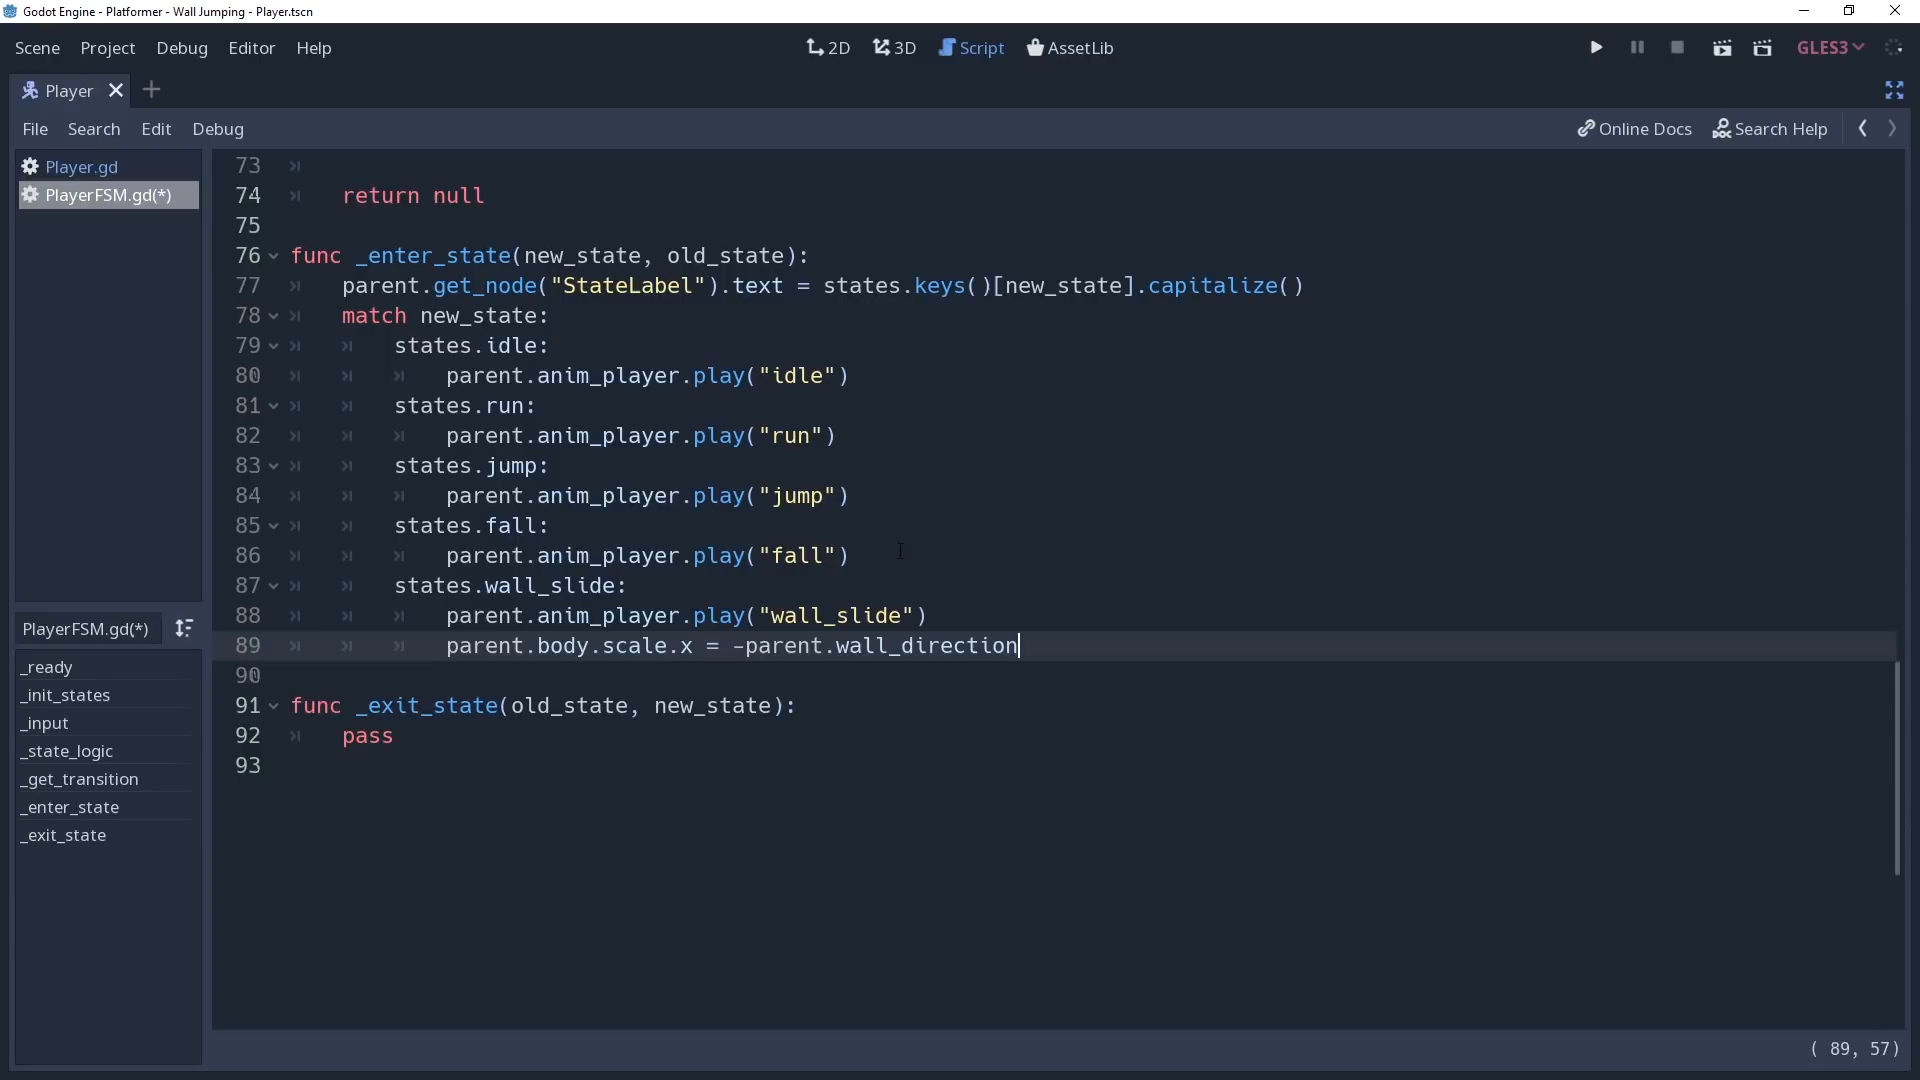 Godot Engine - Platformer - Wall Jumping - Player.tscn
Scene Project Debug Editor Help 2D 3D Script AssetLib GLES3
Player
File Search Edit Debug Online Docs Search Help
Player.gd
PlayerFSM.gd(*)
73
74 return null
75
76 func _enter_state(new_state, old_state):
77 parent.get_node("StateLabel").text = states.keys()[new_state].capitalize()
78 match new_state:
79 states.idle:
80 parent.anim_player.play("idle")
81 states.run:
82 parent.anim_player.play("run")
83 states.jump:
84 parent.anim_player.play("jump")
85 states.fall:
86 parent.anim_player.play("fall")
87 states.wall_slide:
88 parent.anim_player.play("wall_slide")
89 parent.body.scale.x = -parent.wall_direction
90
91 func _exit_state(old_state, new_state):
92 pass
93
PlayerFSM.gd(*)
_ready
_init_states
_input
_state_logic
_get_transition
_enter_state
_exit_state
( 89, 57)